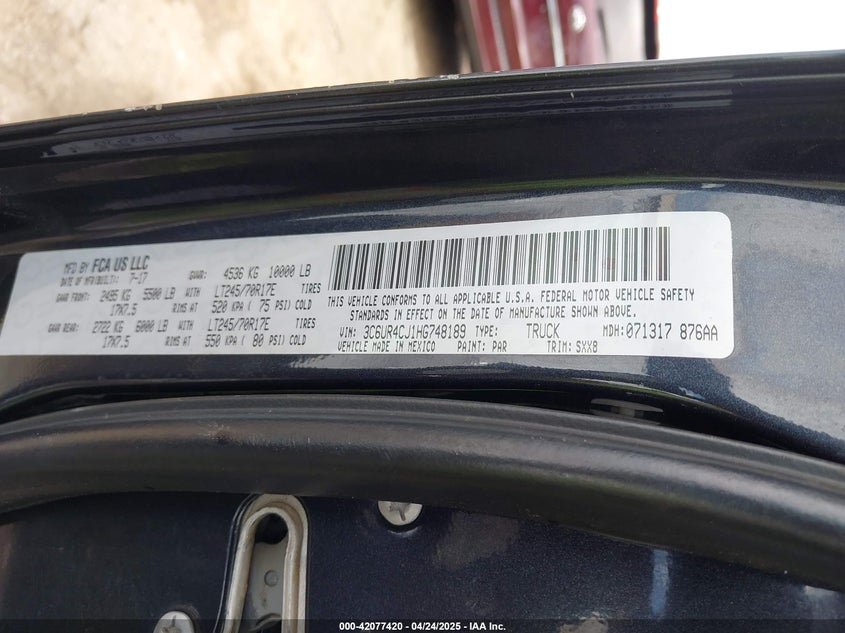 MFD BY FCA US LLC
DATE OF MFR/BUILT: 7-17 GVWR: 4536 KG 10000 LB
GAWR FRONT: 2495 KG 5500 LB WITH LT245/70R17E TIRES
17X7.5 RIMS AT 520 KPA ( 75 PSI) COLD
GAWR REAR: 2722 KG 6000 LB WITH LT245/70R17E TIRES
17X7.5 RIMS AT 550 KPA ( 80 PSI) COLD
THIS VEHICLE CONFORMS TO ALL APPLICABLE U.S.A. FEDERAL MOTOR VEHICLE SAFETY
STANDARDS IN EFFECT ON THE DATE OF MANUFACTURE SHOWN ABOVE.
VIN: 3C6UR4CJ1HG748189 TYPE: TRUCK MDH: 071317 876AA
VEHICLE MADE IN MEXICO PAINT: PAR TRIM: SXX8
000-42077420 - 04/24/2025 - IAA Inc.